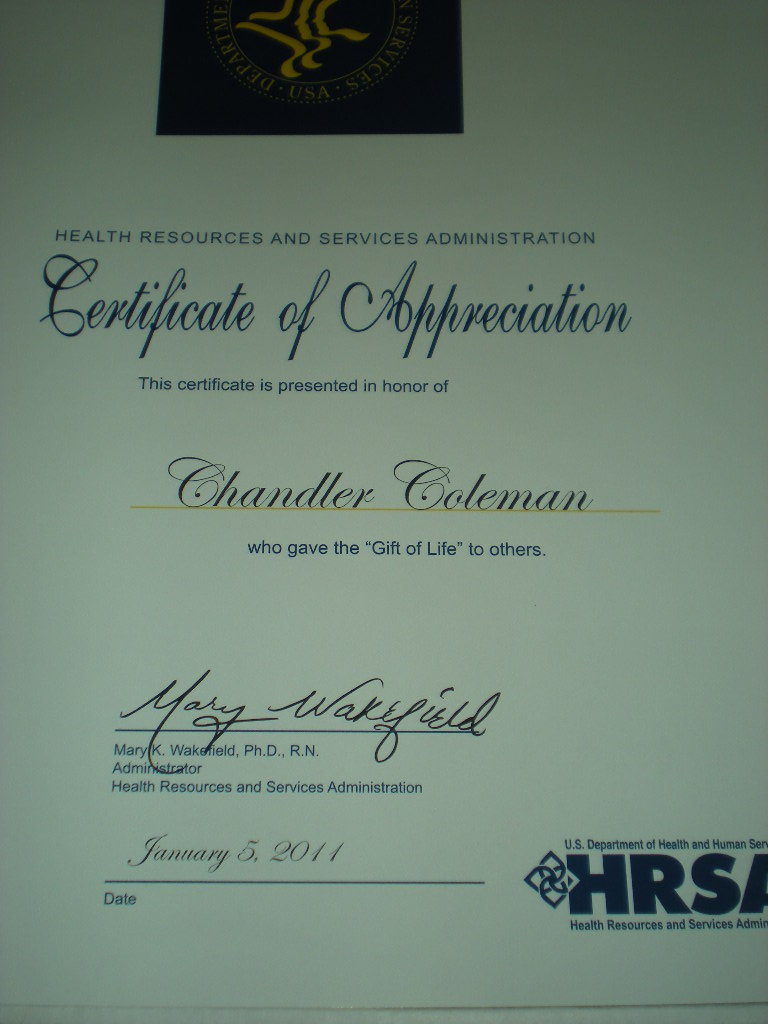 DEPARTME
N SERVICES
· USA ·
HEALTH RESOURCES AND SERVICES ADMINISTRATION
Certificate of Appreciation
This certificate is presented in honor of
Chandler Coleman
who gave the “Gift of Life” to others.
Mary Wakefield
Mary K. Wakefield, Ph.D., R.N.
Administrator
Health Resources and Services Administration
January 5, 2011
Date
U.S. Department of Health and Human Serv
HRSA
Health Resources and Services Admin